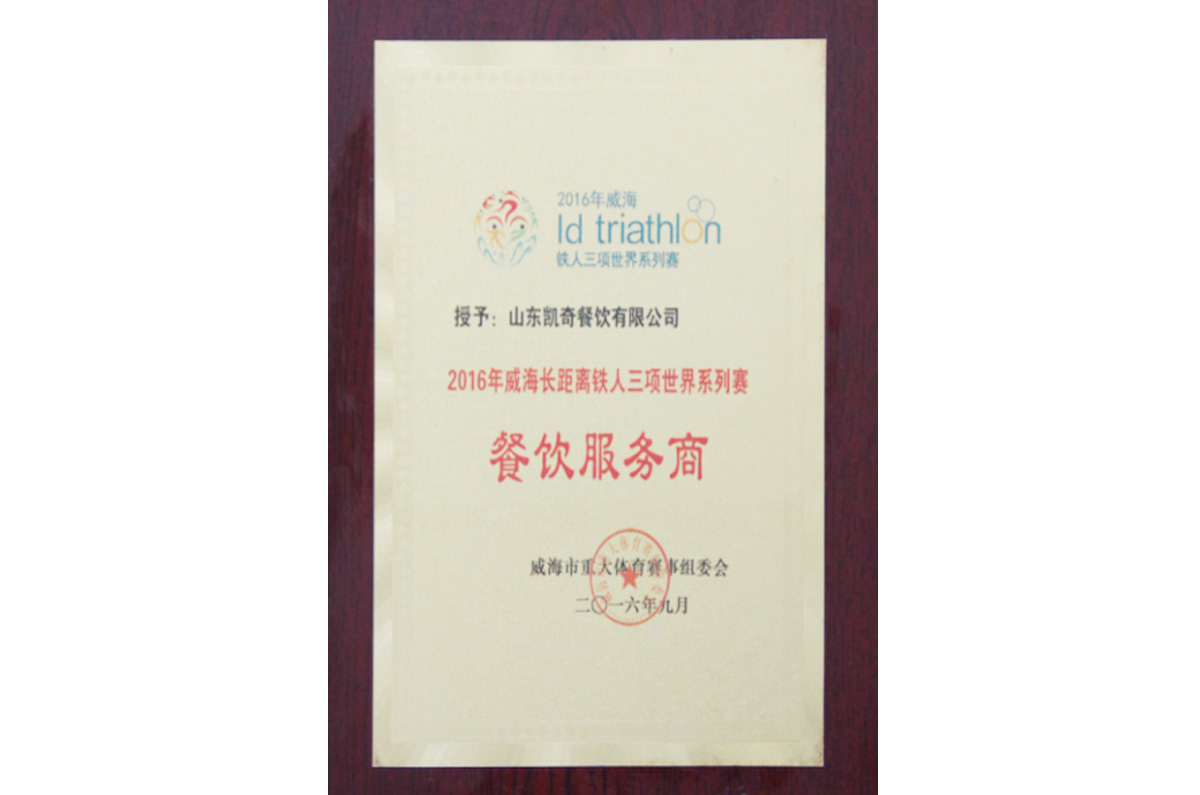 2016年威海
ld triathlon
铁人三项世界系列赛
授予：山东凯奇餐饮有限公司
2016年威海长距离铁人三项世界系列赛
餐饮服务商
威海市重大体育赛事组委会
二〇一六年九月